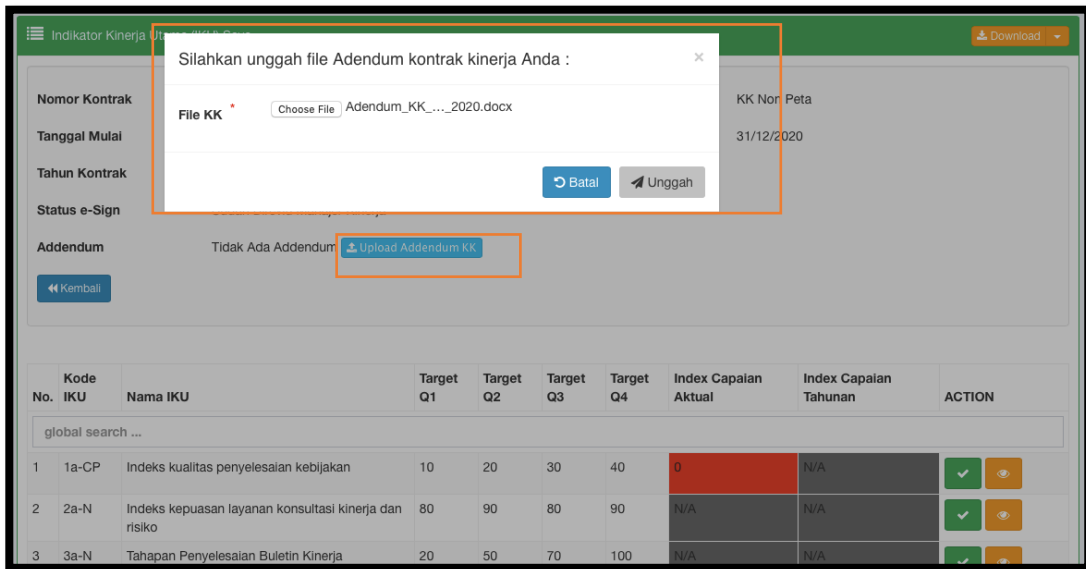 Indikator Kinerja
Download
Silahkan unggah file Adendum kontrak kinerja Anda :
×
File KK *
Choose File Adendum_KK_..._2020.docx
Batal
Unggah
Nomor Kontrak
KK Non Peta
Tanggal Mulai
31/12/2020
Tahun Kontrak
Status e-Sign
Addendum
Tidak Ada Addendum Upload Addendum KK
Kembali
No. Kode IKU Nama IKU Target Q1 Target Q2 Target Q3 Target Q4 Index Capaian Aktual Index Capaian Tahunan ACTION
global search ...
1 1a-CP Indeks kualitas penyelesaian kebijakan 10 20 30 40 0 N/A
2 2a-N Indeks kepuasan layanan konsultasi kinerja dan 80 90 80 90 N/A N/A
risiko
3 3a-N Tahapan Penyelesaian Buletin Kinerja 20 50 70 100 N/A N/A